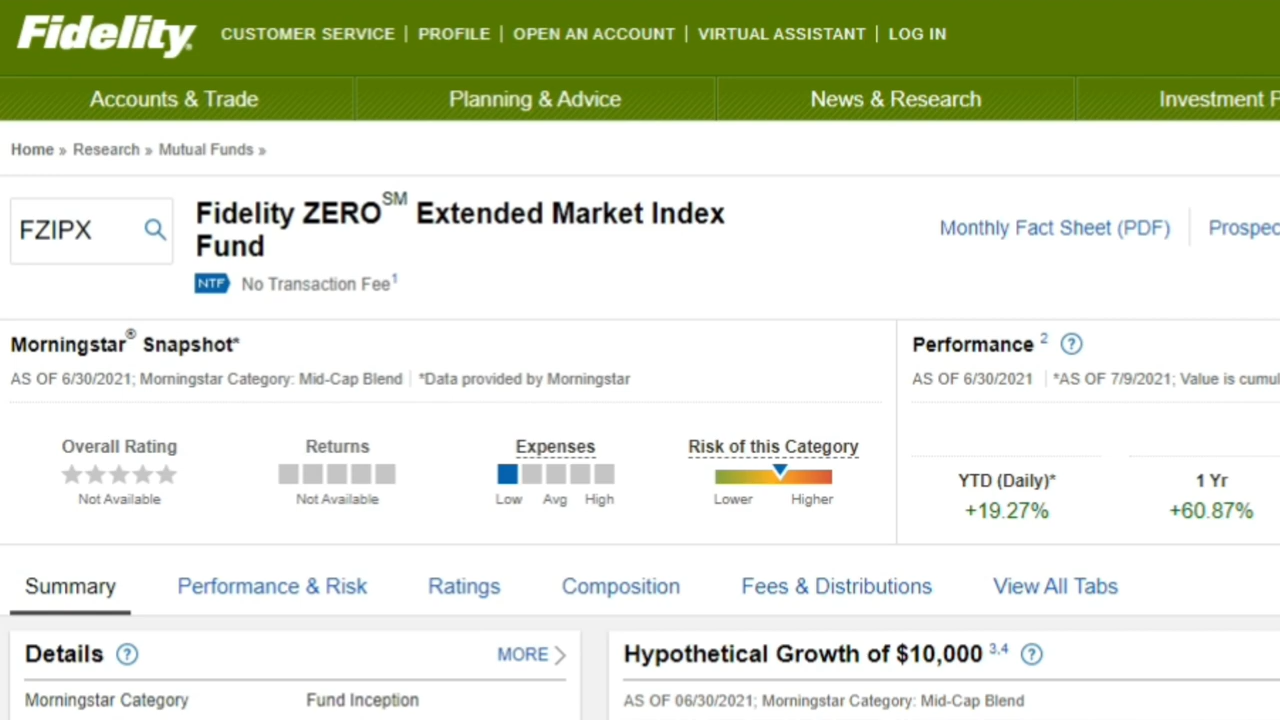 Fidelity
CUSTOMER SERVICE | PROFILE | OPEN AN ACCOUNT | VIRTUAL ASSISTANT | LOG IN
Accounts & Trade Planning & Advice News & Research Investment
Home » Research » Mutual Funds »
FZIPX
Fidelity ZERO SM Extended Market Index
Fund
NTF No Transaction Fee 1
Monthly Fact Sheet (PDF) | Prospec
Morningstar® Snapshot*
AS OF 6/30/2021; Morningstar Category: Mid-Cap Blend | *Data provided by Morningstar
Overall Rating Returns Expenses Risk of this Category
Not Available Not Available Low Avg High Lower Higher
Performance 2 ?
AS OF 6/30/2021 | *AS OF 7/9/2021; Value is cumul
YTD (Daily)* 1 Yr
+19.27% +60.87%
Summary Performance & Risk Ratings Composition Fees & Distributions View All Tabs
Details ? MORE
Morningstar Category Fund Inception
Hypothetical Growth of $10,000 3,4 ?
AS OF 06/30/2021; Morningstar Category: Mid-Cap Blend